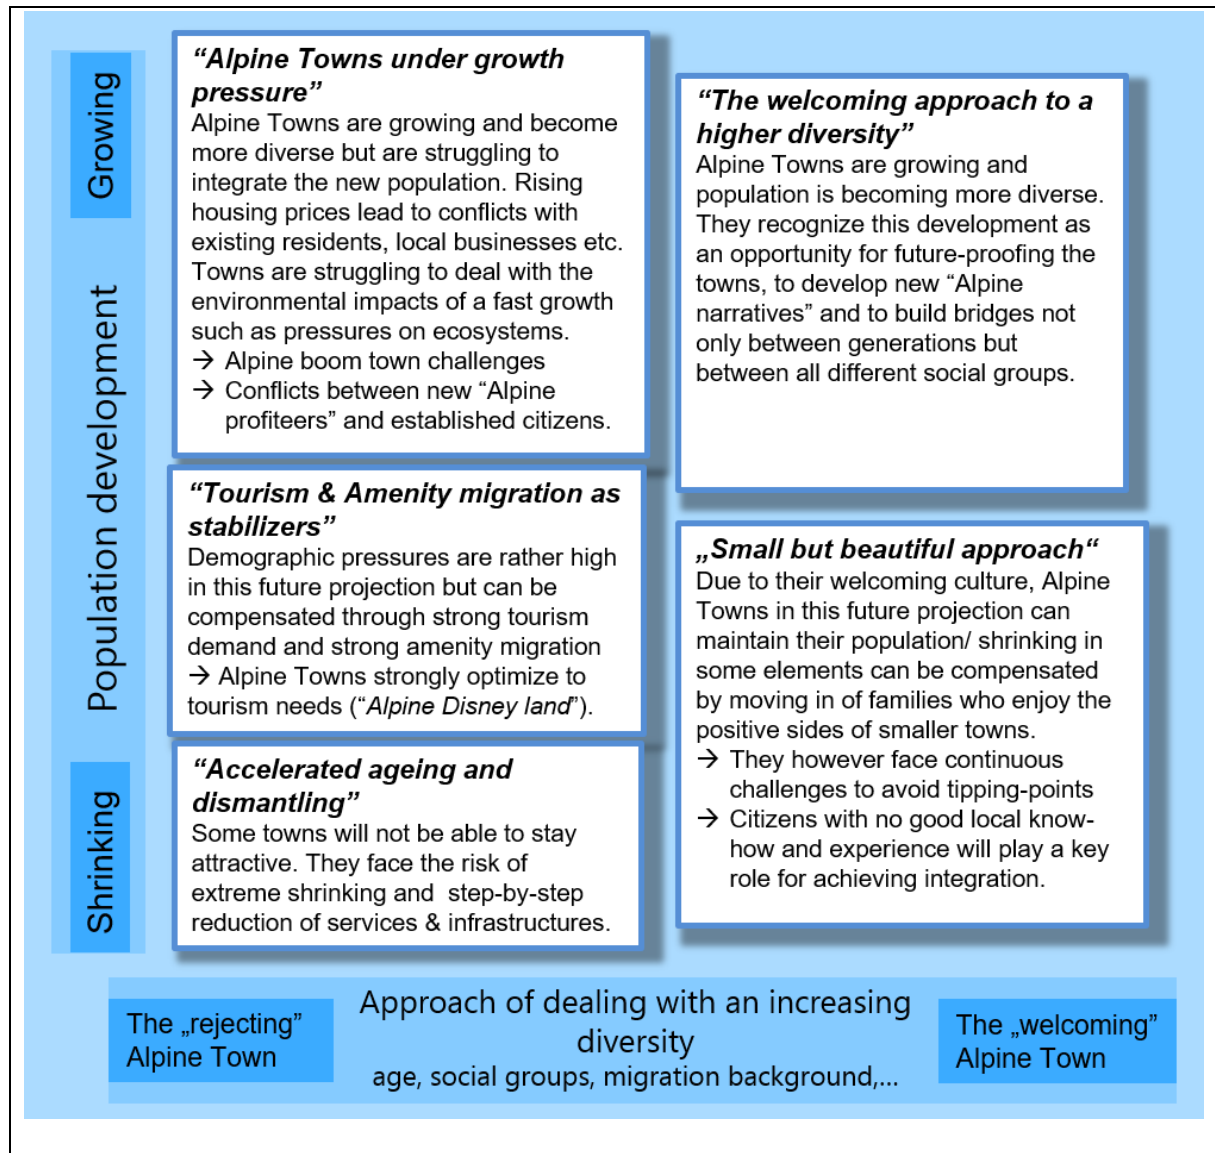 Growing
Population development
Shrinking
“Alpine Towns under growth
pressure”
Alpine Towns are growing and become
more diverse but are struggling to
integrate the new population. Rising
housing prices lead to conflicts with
existing residents, local businesses etc.
Towns are struggling to deal with the
environmental impacts of a fast growth
such as pressures on ecosystems.
→ Alpine boom town challenges
→ Conflicts between new “Alpine
profiteers” and established citizens.
“The welcoming approach to a
higher diversity”
Alpine Towns are growing and
population is becoming more diverse.
They recognize this development as
an opportunity for future-proofing the
towns, to develop new “Alpine
narratives” and to build bridges not
only between generations but
between all different social groups.
“Tourism & Amenity migration as
stabilizers”
Demographic pressures are rather high
in this future projection but can be
compensated through strong tourism
demand and strong amenity migration
→ Alpine Towns strongly optimize to
tourism needs (“Alpine Disney land”).
„Small but beautiful approach“
Due to their welcoming culture, Alpine
Towns in this future projection can
maintain their population/ shrinking in
some elements can be compensated
by moving in of families who enjoy the
positive sides of smaller towns.
→ They however face continuous
challenges to avoid tipping-points
→ Citizens with no good local know-
how and experience will play a key
role for achieving integration.
“Accelerated ageing and
dismantling”
Some towns will not be able to stay
attractive. They face the risk of
extreme shrinking and step-by-step
reduction of services & infrastructures.
The „rejecting”
Alpine Town
Approach of dealing with an increasing
diversity
age, social groups, migration background,...
The „welcoming”
Alpine Town